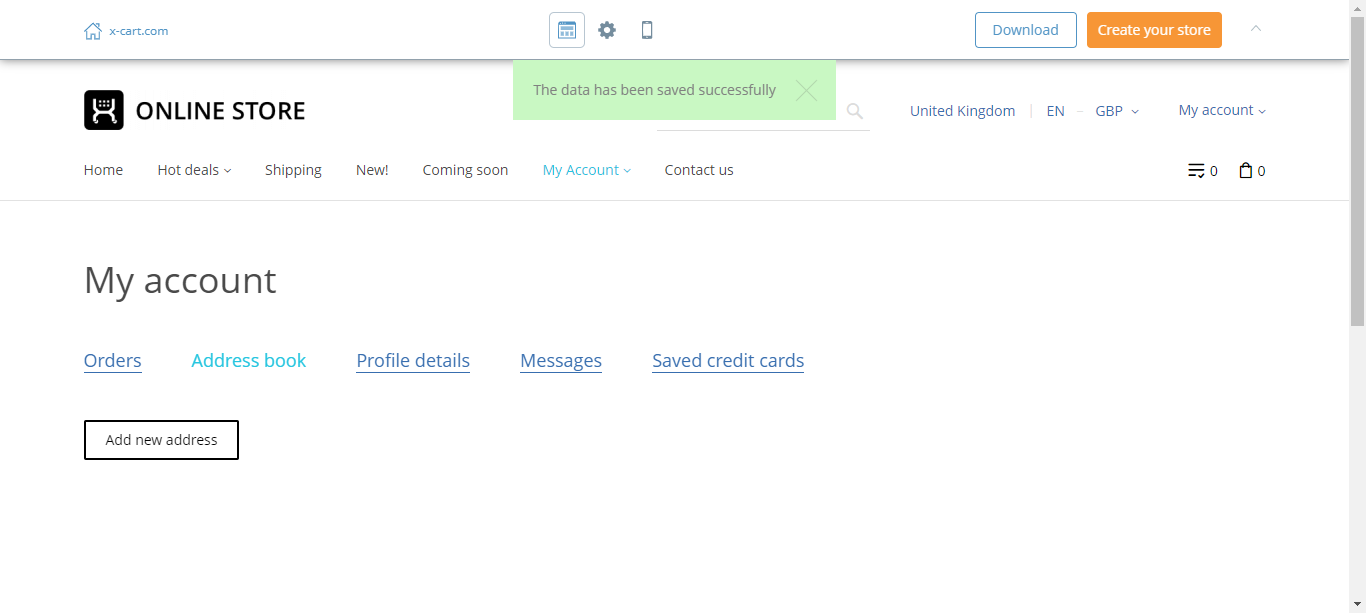 x-cart.com
Download
Create your store
The data has been saved successfully
ONLINE STORE
United Kingdom
EN
GBP
My account
Home
Hot deals
Shipping
New!
Coming soon
My Account
Contact us
0
0
My account
Orders
Address book
Profile details
Messages
Saved credit cards
Add new address